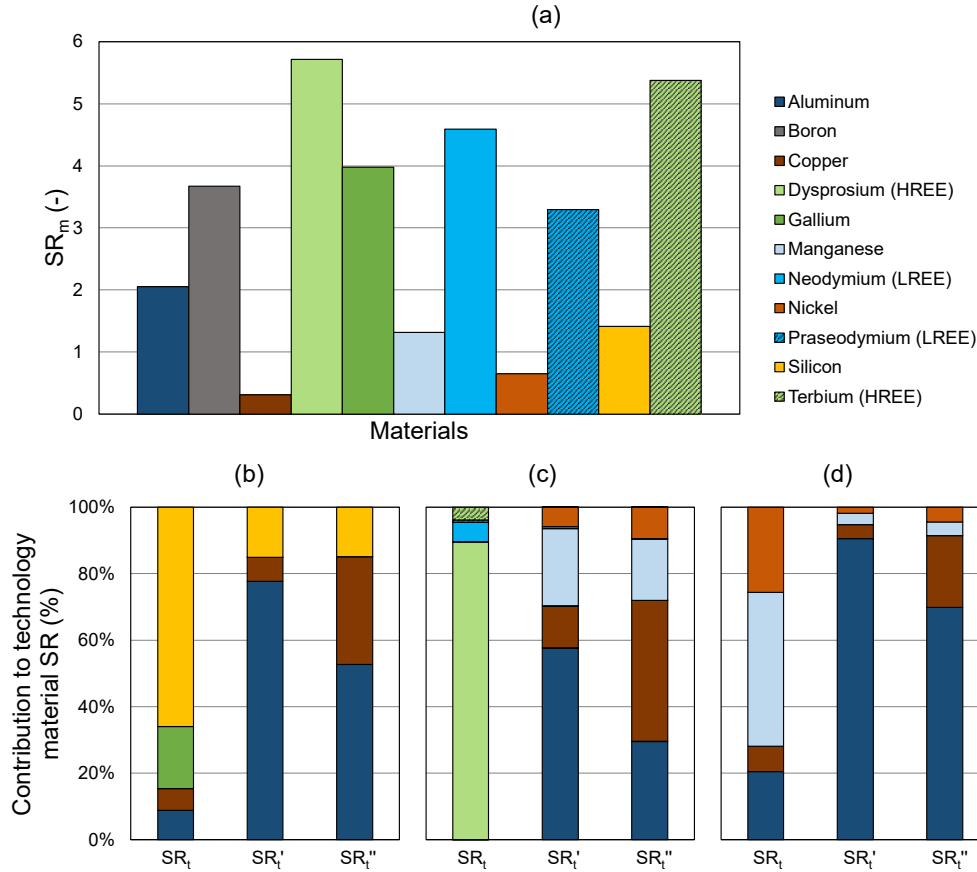 (a)
6
5
4
3
2
1
0
SRm (-)
Materials
Aluminum
Boron
Copper
Dysprosium (HREE)
Gallium
Manganese
Neodymium (LREE)
Nickel
Praseodymium (LREE)
Silicon
Terbium (HREE)
(b) (c) (d)
Contribution to technology
material SR (%)
100%
80%
60%
40%
20%
0%
SRt SRt' SRt'' SRt SRt' SRt'' SRt SRt' SRt''